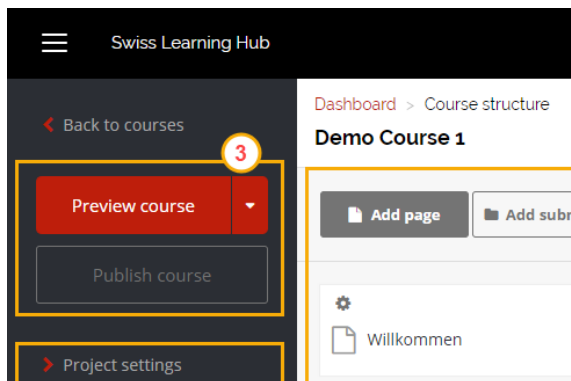 Swiss Learning Hub
Back to courses
3
Preview course
Publish course
Project settings
Dashboard > Course structure
Demo Course 1
Add page
Add
Willkommen